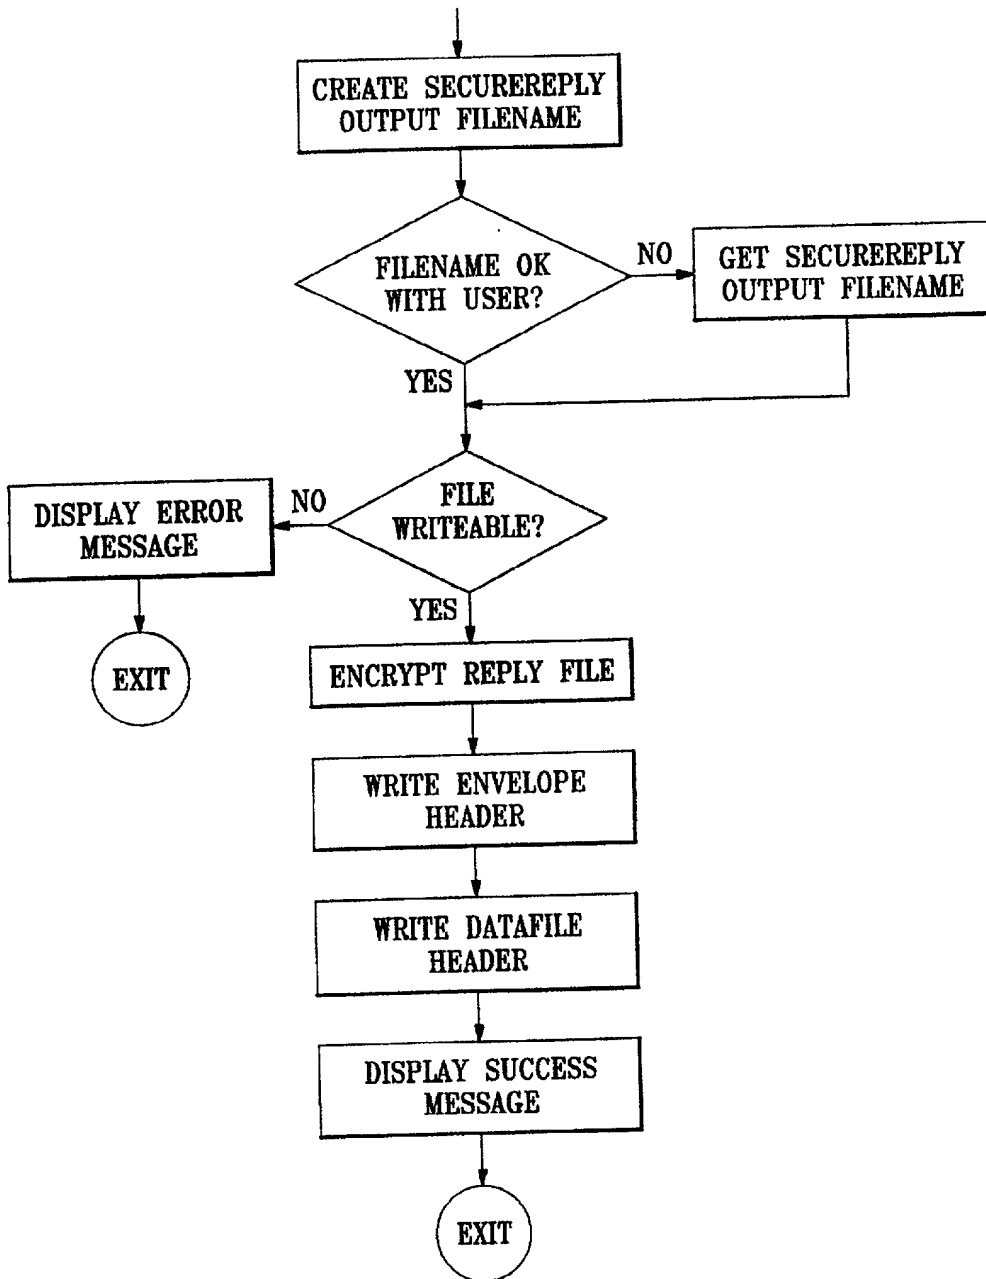 CREATE SECUREREPLY
OUTPUT FILENAME
FILENAME OK
WITH USER?
NO
GET SECUREREPLY
OUTPUT FILENAME
YES
FILE
WRITEABLE?
NO
DISPLAY ERROR
MESSAGE
EXIT
YES
ENCRYPT REPLY FILE
WRITE ENVELOPE
HEADER
WRITE DATAFILE
HEADER
DISPLAY SUCCESS
MESSAGE
EXIT